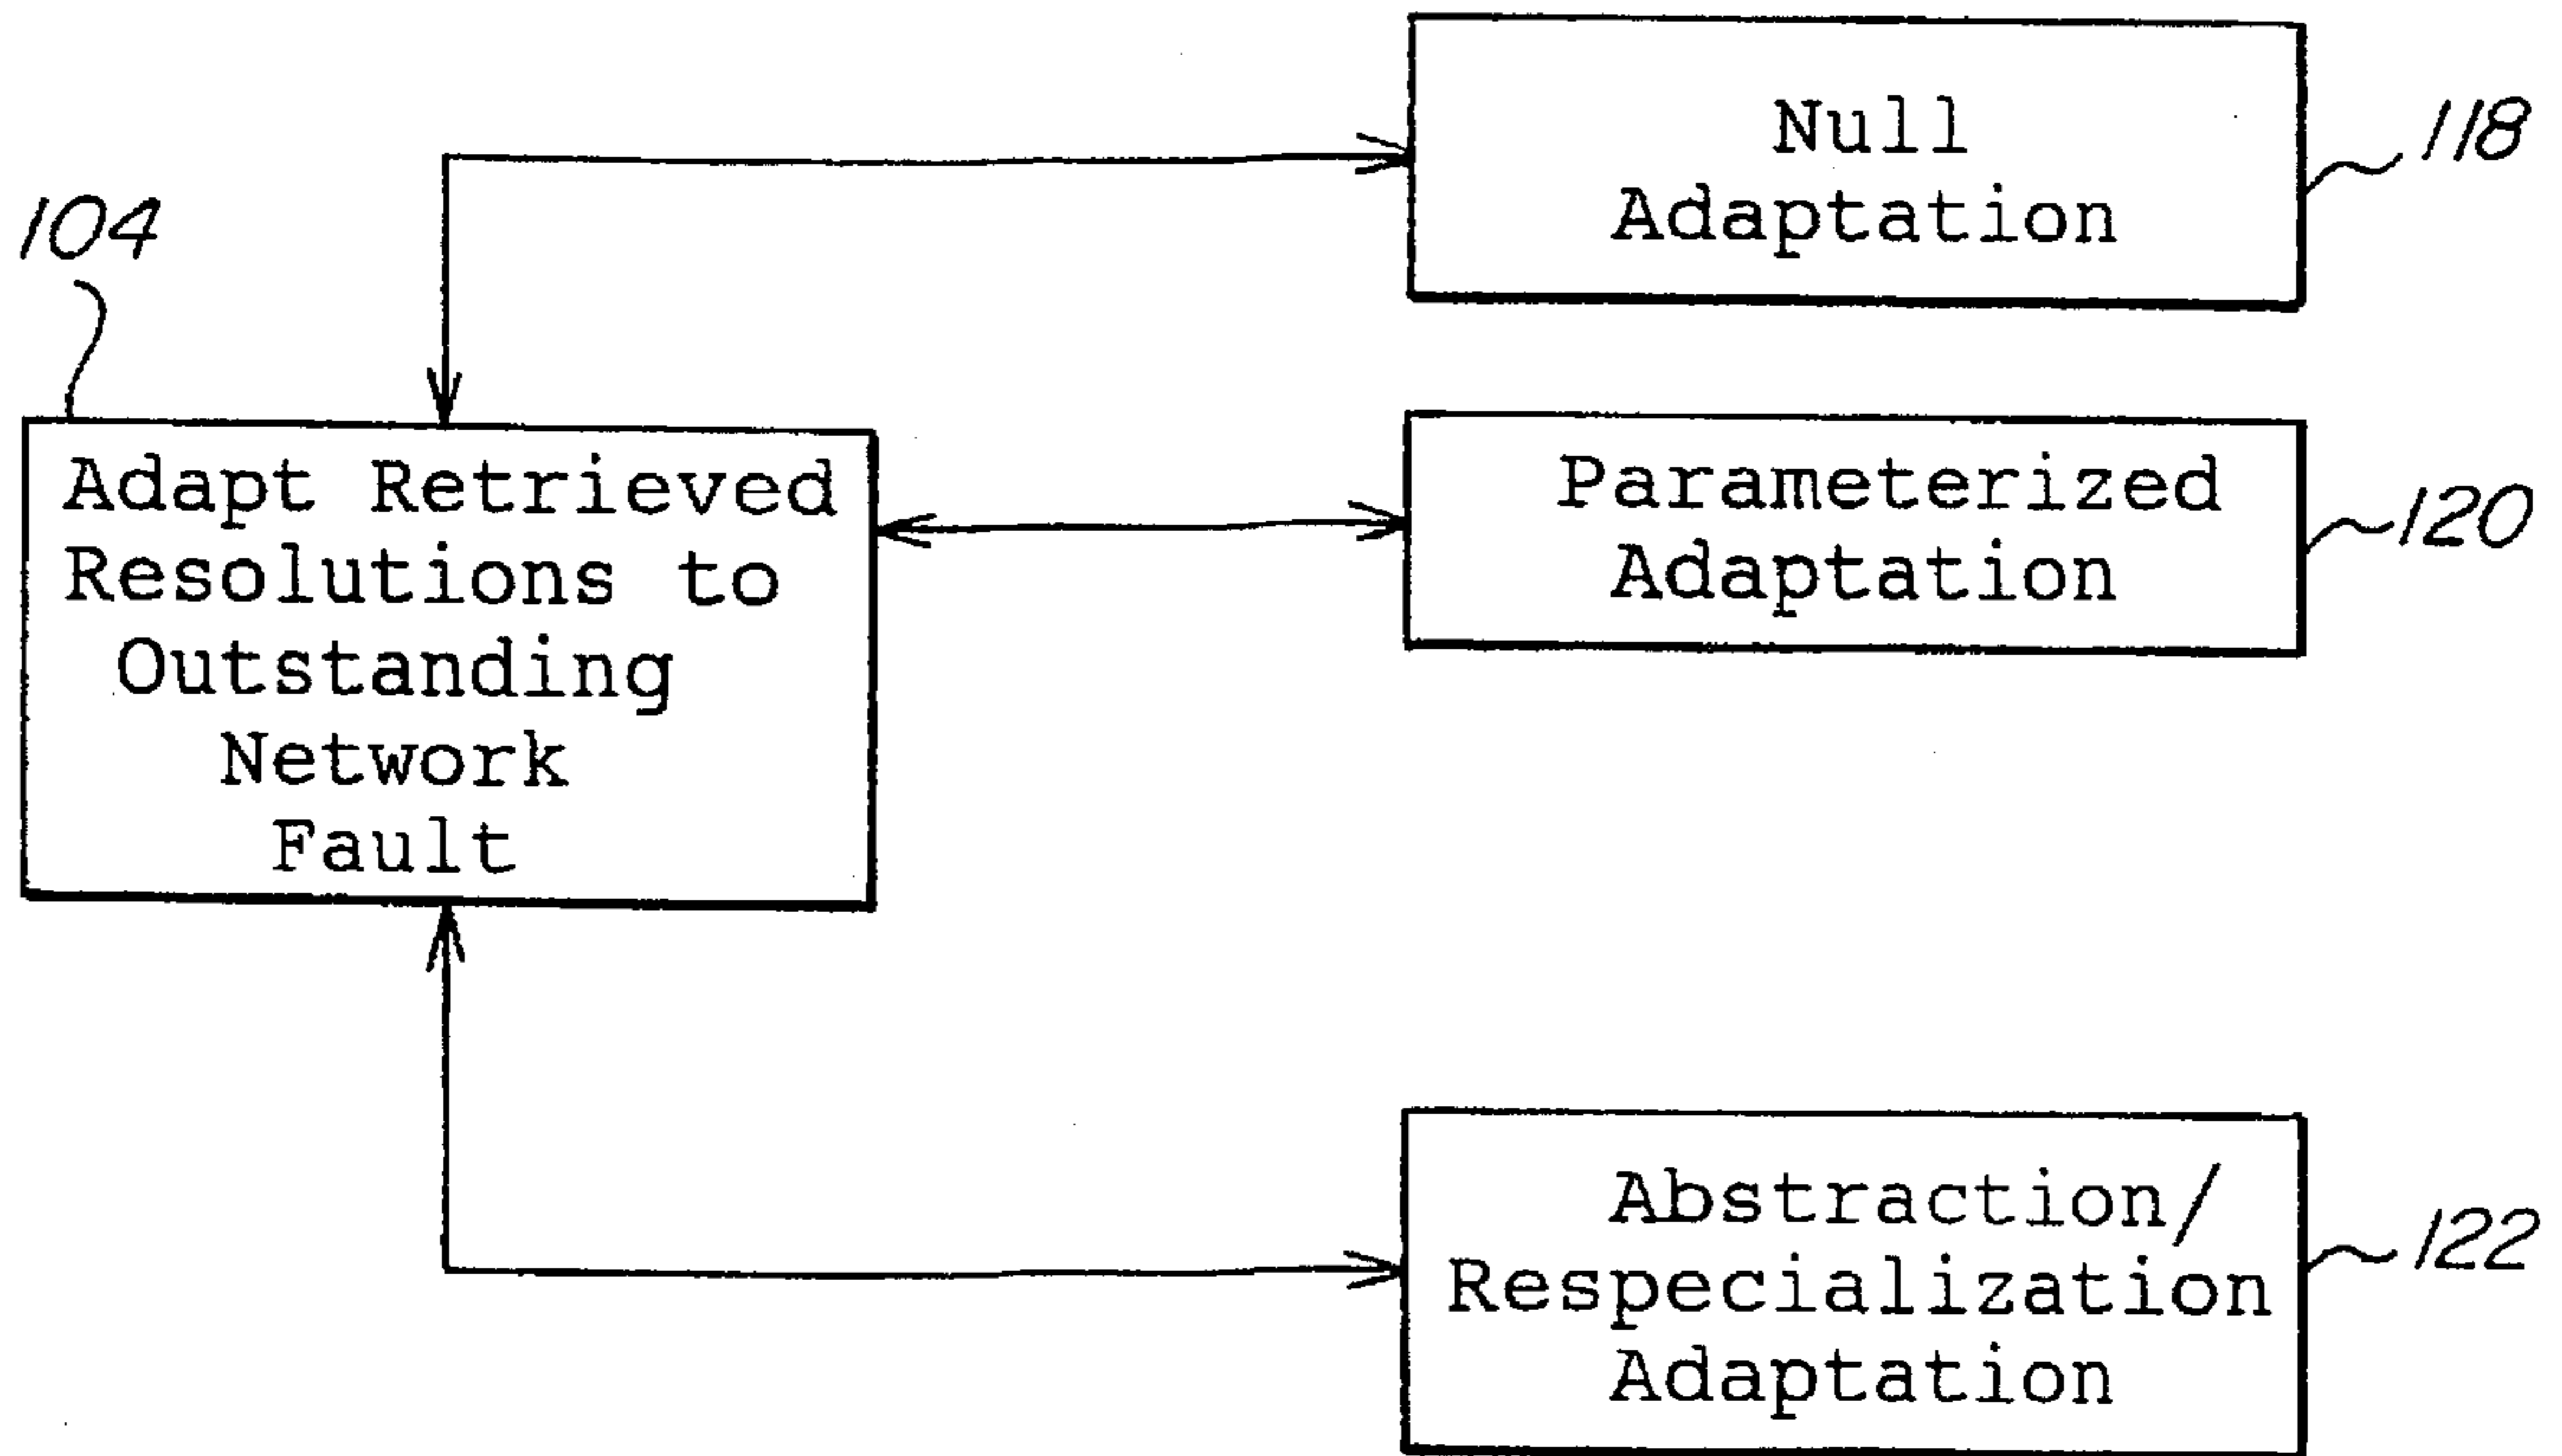 104
Adapt Retrieved
Resolutions to
Outstanding
Network
Fault
Null
Adaptation
118
Parameterized
Adaptation
120
Abstraction/
Respecialization
Adaptation
122